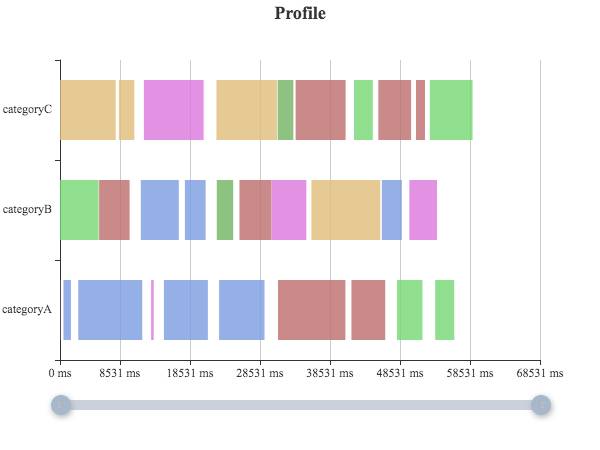 Profile
categoryC
categoryB
categoryA
0 ms 8531 ms 18531 ms 28531 ms 38531 ms 48531 ms 58531 ms 68531 ms